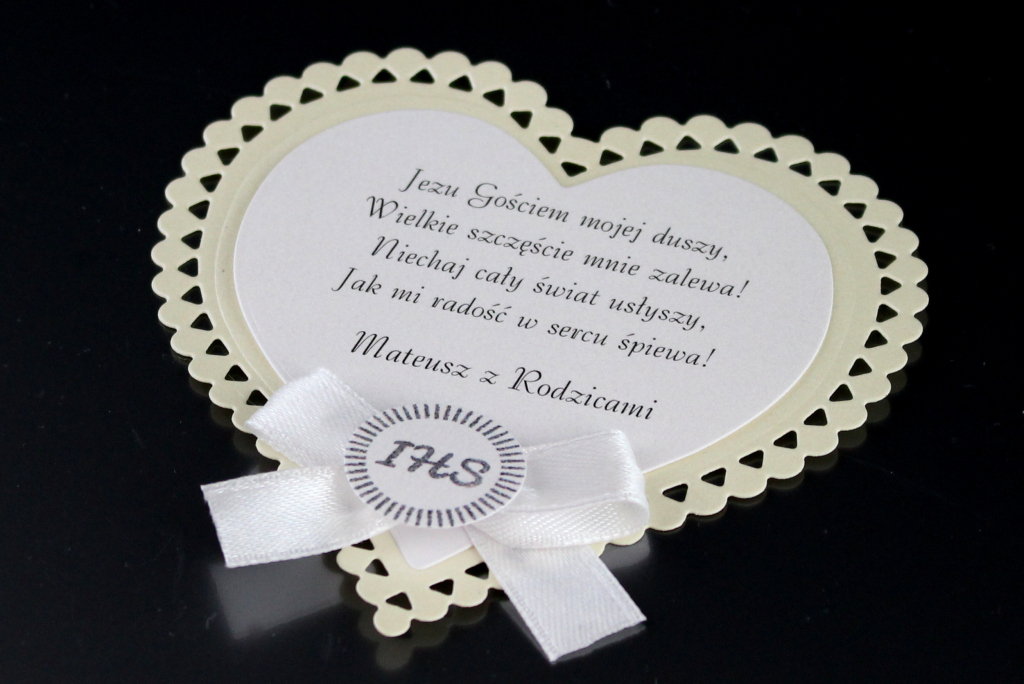 Jezu Gościem mojej duszy,
Wielkie szczęście mnie zalewa!
Niechaj cały świat usłyszy,
Jak mi radość w sercu śpiewa!
Mateusz z Rodzicami
IHS